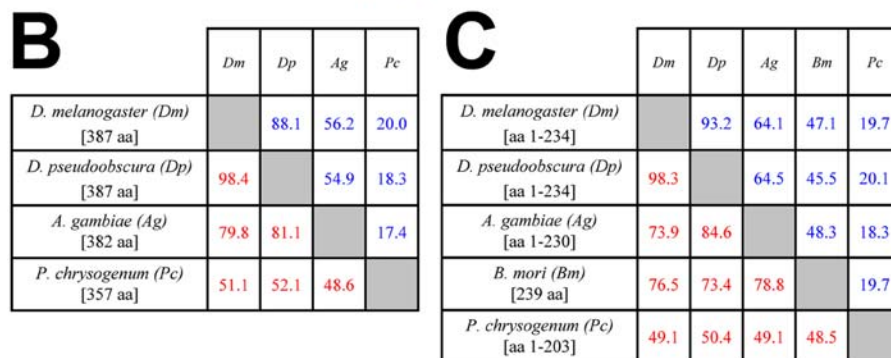 B
Dm Dp Ag Pc
D. melanogaster (Dm)
[387 aa]
88.1 56.2 20.0
D. pseudoobscura (Dp)
[387 aa]
98.4 54.9 18.3
A. gambiae (Ag)
[382 aa]
79.8 81.1 17.4
P. chrysogenum (Pc)
[357 aa]
51.1 52.1 48.6
C
Dm Dp Ag Bm Pc
D. melanogaster (Dm)
[aa 1-234]
93.2 64.1 47.1 19.7
D. pseudoobscura (Dp)
[aa 1-234]
98.3 64.5 45.5 20.1
A. gambiae (Ag)
[aa 1-230]
73.9 84.6 48.3 18.3
B. mori (Bm)
[239 aa]
76.5 73.4 78.8 19.7
P. chrysogenum (Pc)
[aa 1-203]
49.1 50.4 49.1 48.5